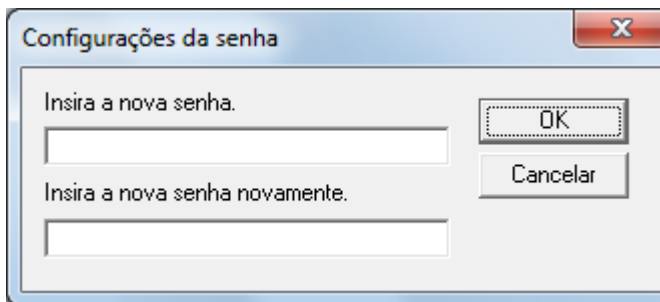 Configurações da senha
Insira a nova senha.
OK
Cancelar
Insira a nova senha novamente.